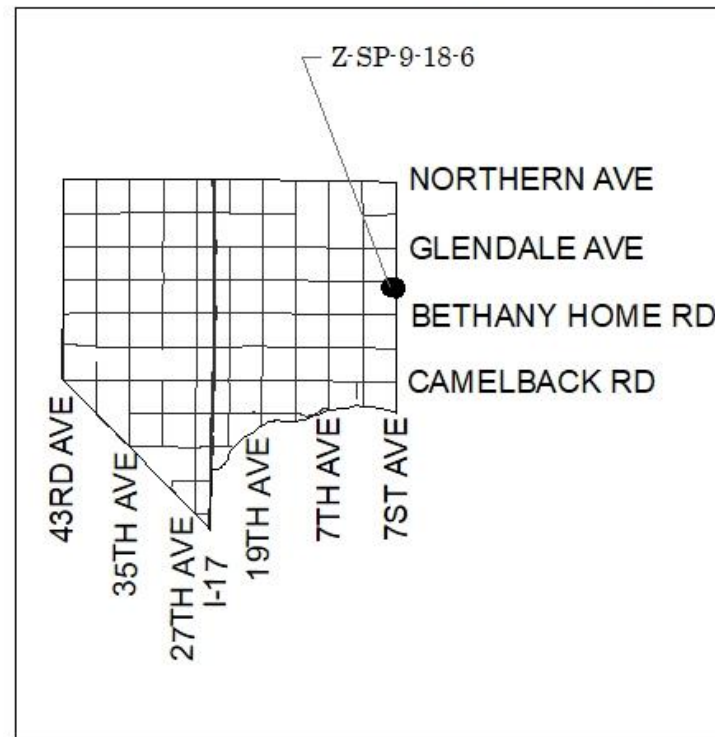 Z-SP-9-18-6
NORTHERN AVE
GLENDALE AVE
BETHANY HOME RD
CAMELBACK RD
43RD AVE
35TH AVE
27TH AVE
I-17
19TH AVE
7TH AVE
7ST AVE